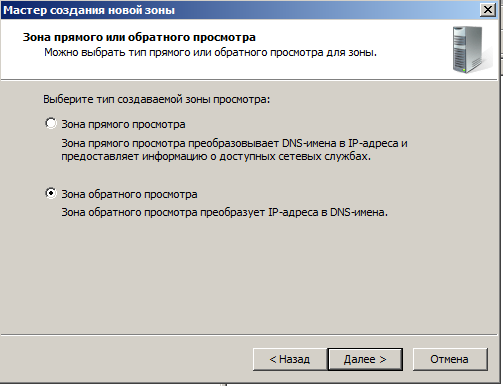 Мастер создания новой зоны
Зона прямого или обратного просмотра
Можно выбрать тип прямого или обратного просмотра для зоны.
Выберите тип создаваемой зоны просмотра:
Зона прямого просмотра
Зона прямого просмотра преобразовывает DNS-имена в IP-адреса и
предоставляет информацию о доступных сетевых службах.
Зона обратного просмотра
Зона обратного просмотра преобразует IP-адреса в DNS-имена.
< Назад Далее > Отмена